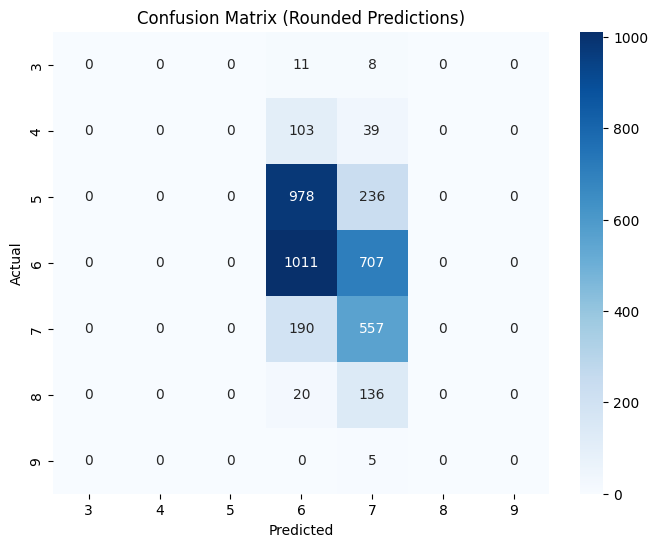 Confusion Matrix (Rounded Predictions)
3 0 0 0 11 8 0 0
4 0 0 0 103 39 0 0
5 0 0 0 978 236 0 0
6 0 0 0 1011 707 0 0
7 0 0 0 190 557 0 0
8 0 0 0 20 136 0 0
9 0 0 0 0 5 0 0
3 4 5 6 7 8 9
Predicted
Actual
1000
800
600
400
200
0